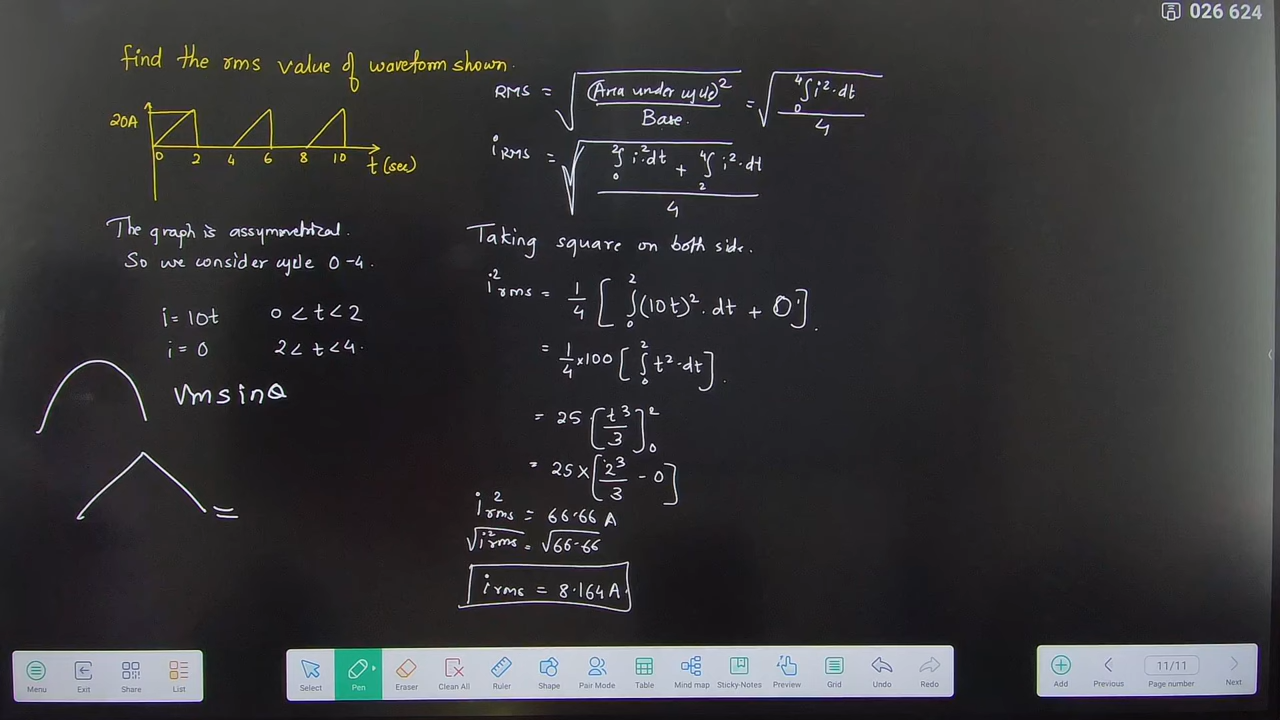 026 624
find the rms value of waveform shown.
20A
0 2 4 6 8 10
t (sec)
The graph is assymmetrical.
So we consider cycle 0-4.
i = 10t 0 < t < 2
i = 0 2 < t < 4.
Vmsinθ
=
RMS = √((Area under cycle)² / Base.) = √(₀⁴∫i²·dt / 4)
iRMS = √((₀²∫i²dt + ₂⁴∫i²·dt) / 4)
Taking square on both side.
i²rms = 1/4 [₀²∫(10t)²·dt + 0].
= 1/4 × 100 [₀²∫t²·dt].
= 25 [t³/3]₀²
= 25 × [2³/3 - 0]
i²rms = 66.66 A
√i²rms = √66.66
irms = 8.164 A.
Menu Exit Share List
Select Pen Eraser Clean All Ruler Shape Pair Mode Table Mind map Sticky-Notes Preview Grid Undo Redo
Add Previous 11/11 Page number Next